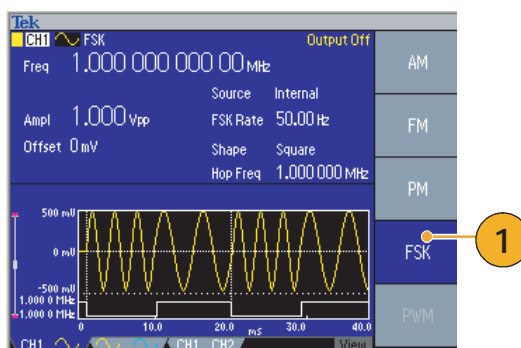 Tek
CH1 FSK Output Off
Freq 1.000 000 000 00 MHz
Source Internal
Ampl 1.000 Vpp FSK Rate 50.00 Hz
Offset 0 mV Shape Square
Hop Freq 1.000 000 MHz
500 mU
0 mU
-500 mU
1.000 0 MHz
1.000 0 MHz
0 10.0 20.0 ms 30.0 40.0
CH1 CH1 CH2 View
AM
FM
PM
FSK
PWM
1